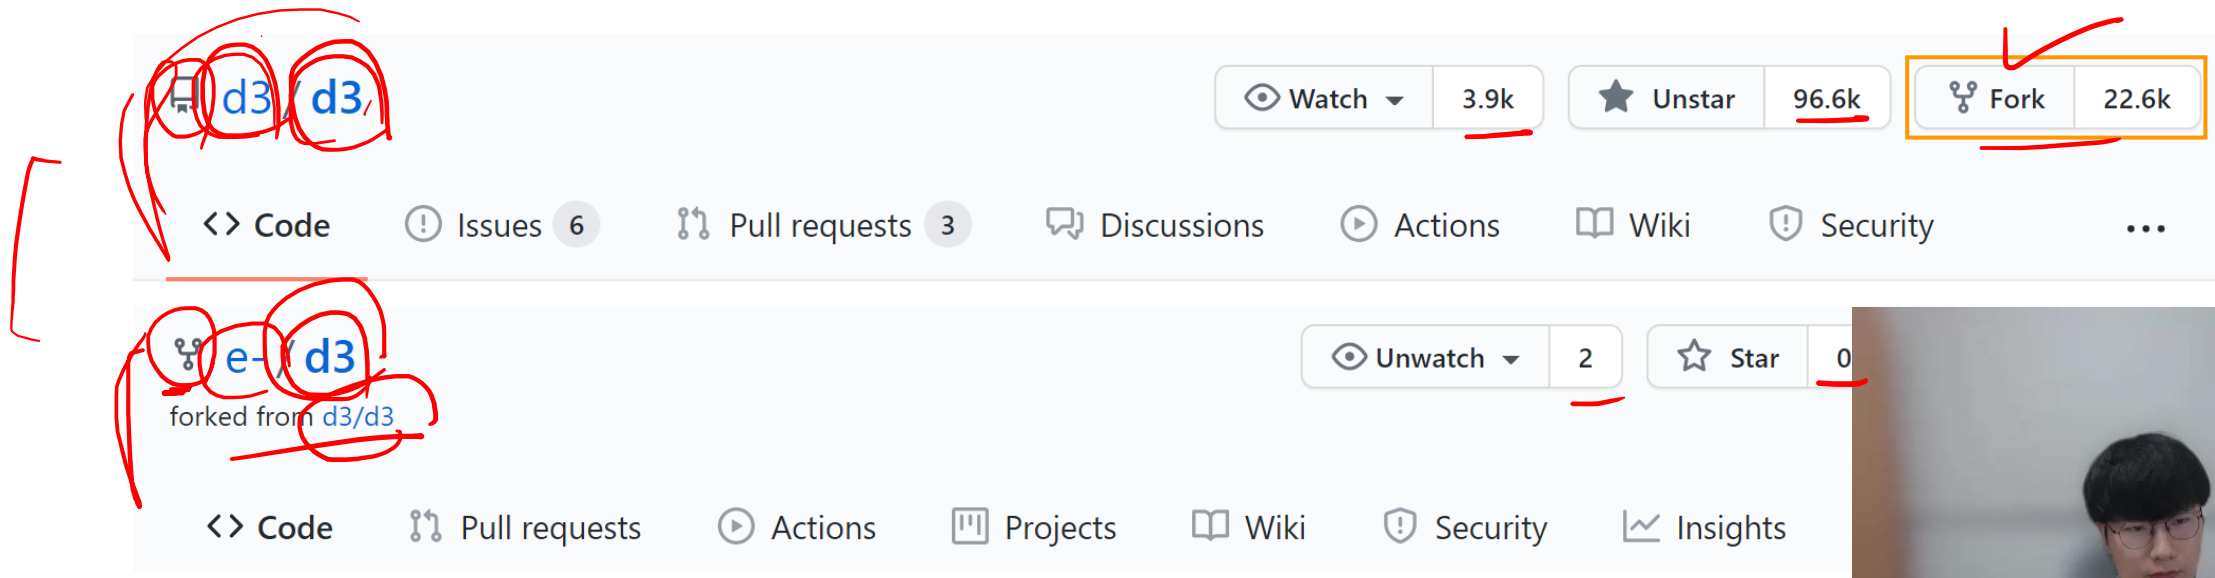 d3 / d3 Watch 3.9k Unstar 96.6k Fork 22.6k
Code Issues 6 Pull requests 3 Discussions Actions Wiki Security ...
e- / d3 Unwatch 2 Star 0
forked from d3/d3
Code Pull requests Actions Projects Wiki Security Insights